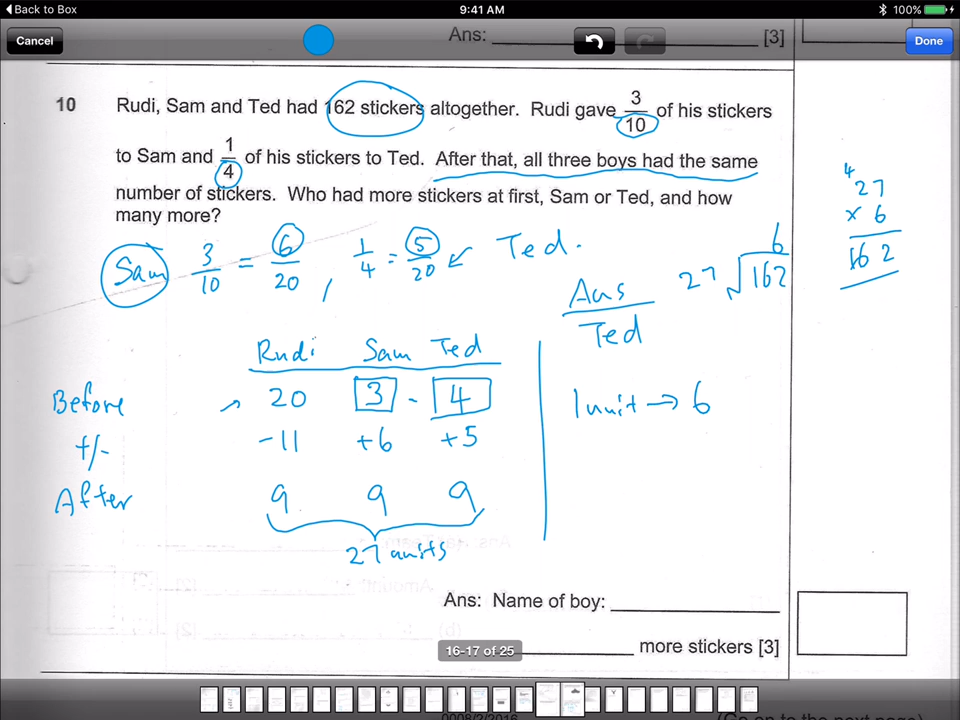 Back to Box
9:41 AM
100%
Cancel
Ans: [3]
Done
10 Rudi, Sam and Ted had 162 stickers altogether. Rudi gave 3/10 of his stickers
to Sam and 1/4 of his stickers to Ted. After that, all three boys had the same
number of stickers. Who had more stickers at first, Sam or Ted, and how
many more?
4
27
x 6
162
Sam 3/10 = 6/20 , 1/4 = 5/20 ↙ Ted.
6
27 √162
Ans
Ted
Rudi Sam Ted
Before 20 3 - 4
+/- -11 +6 +5
After 9 9 9
27 units
1 unit → 6
Ans: Name of boy:
16-17 of 25
more stickers [3]